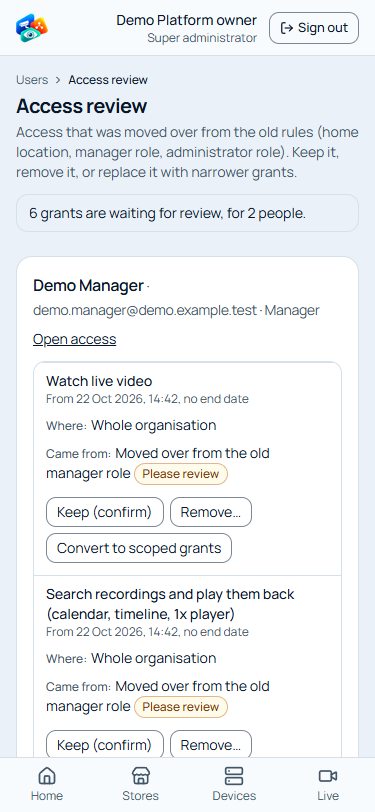 Demo Platform owner
Super administrator
Sign out
Users > Access review
Access review
Access that was moved over from the old rules (home
location, manager role, administrator role). Keep it,
remove it, or replace it with narrower grants.
6 grants are waiting for review, for 2 people.
Demo Manager ·
demo.manager@demo.example.test · Manager
Open access
Watch live video
From 22 Oct 2026, 14:42, no end date
Where: Whole organisation
Came from: Moved over from the old
manager role Please review
Keep (confirm) Remove...
Convert to scoped grants
Search recordings and play them back
(calendar, timeline, 1x player)
From 22 Oct 2026, 14:42, no end date
Where: Whole organisation
Came from: Moved over from the old
manager role Please review
Keep (confirm) Remove...
Home Stores Devices Live